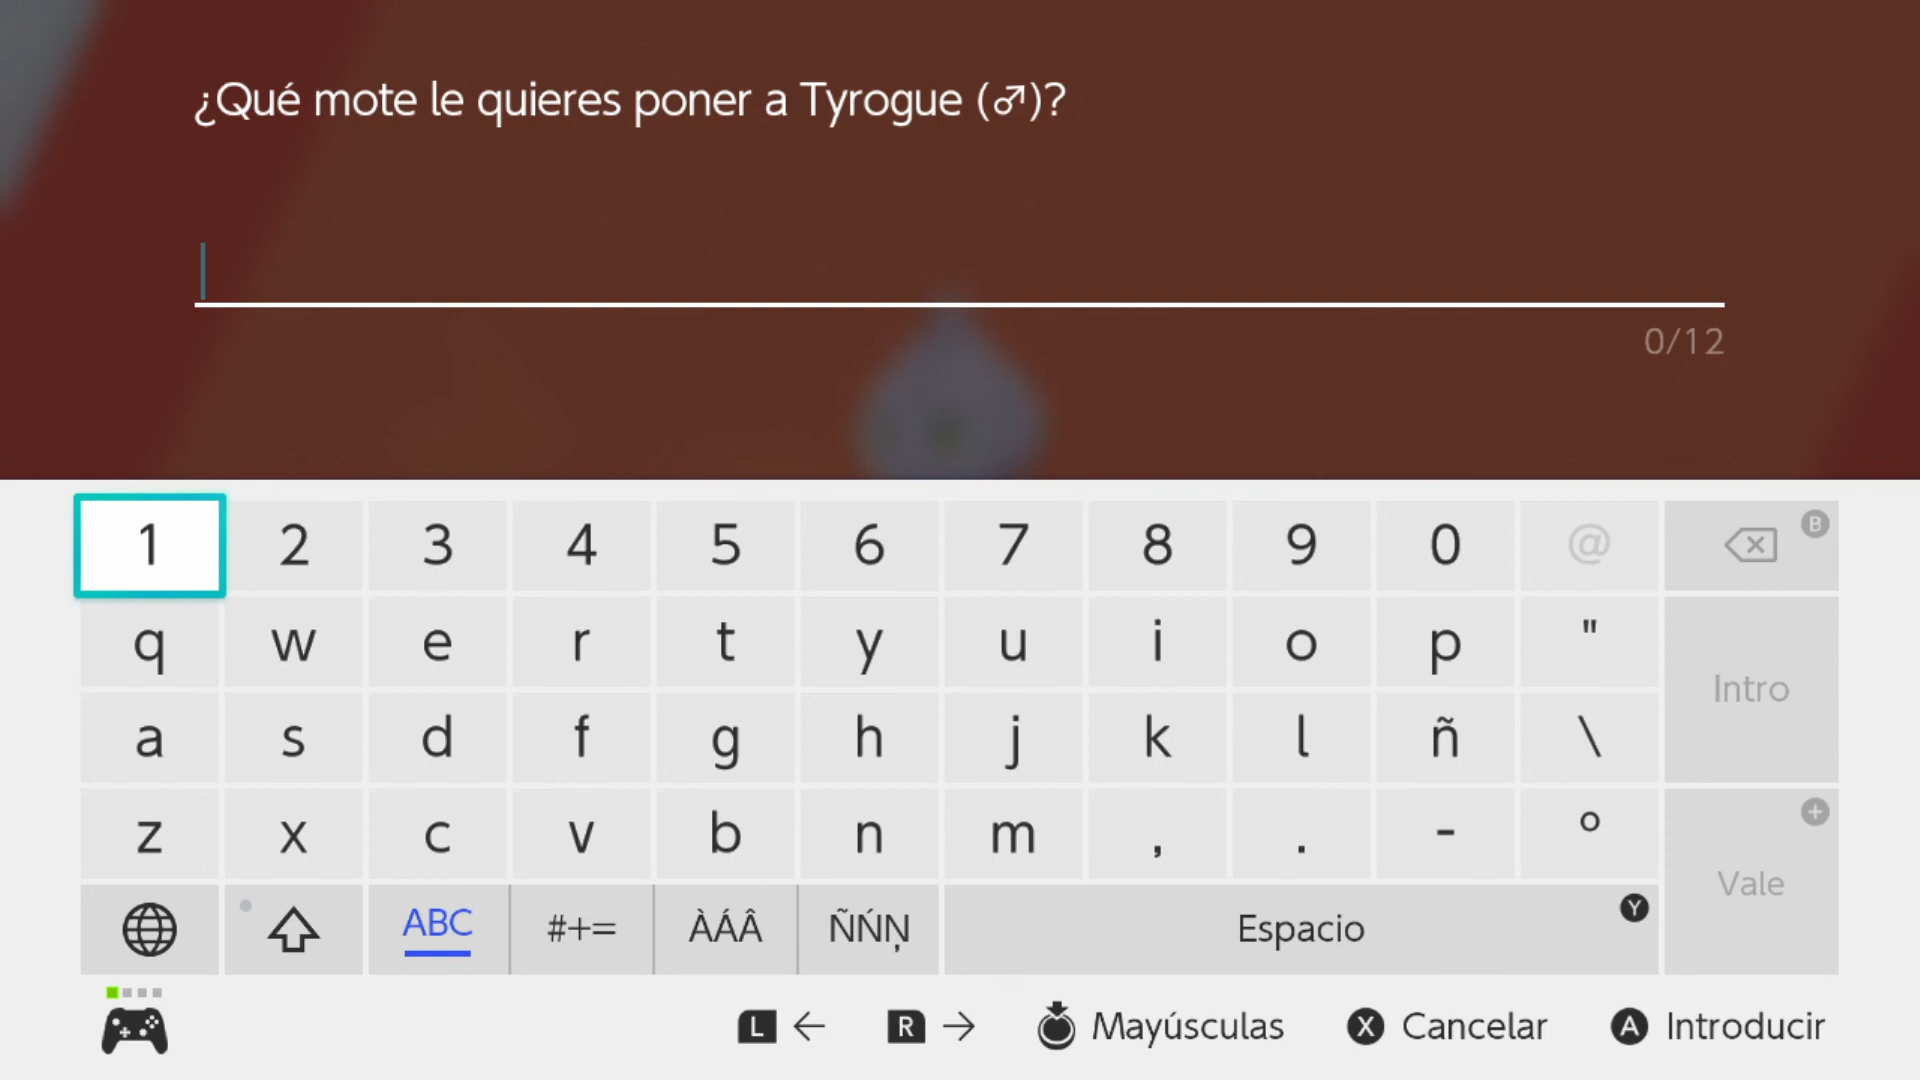 ¿Qué mote le quieres poner a Tyrogue (♂)?
0/12
1 2 3 4 5 6 7 8 9 0 @ B
q w e r t y u i o p "
Intro
a s d f g h j k l ñ \
z x c v b n m , . - º +
Vale
ABC #+= ÀÁÂ ÑŃŅ Espacio Y
L ← R → Mayúsculas X Cancelar A Introducir